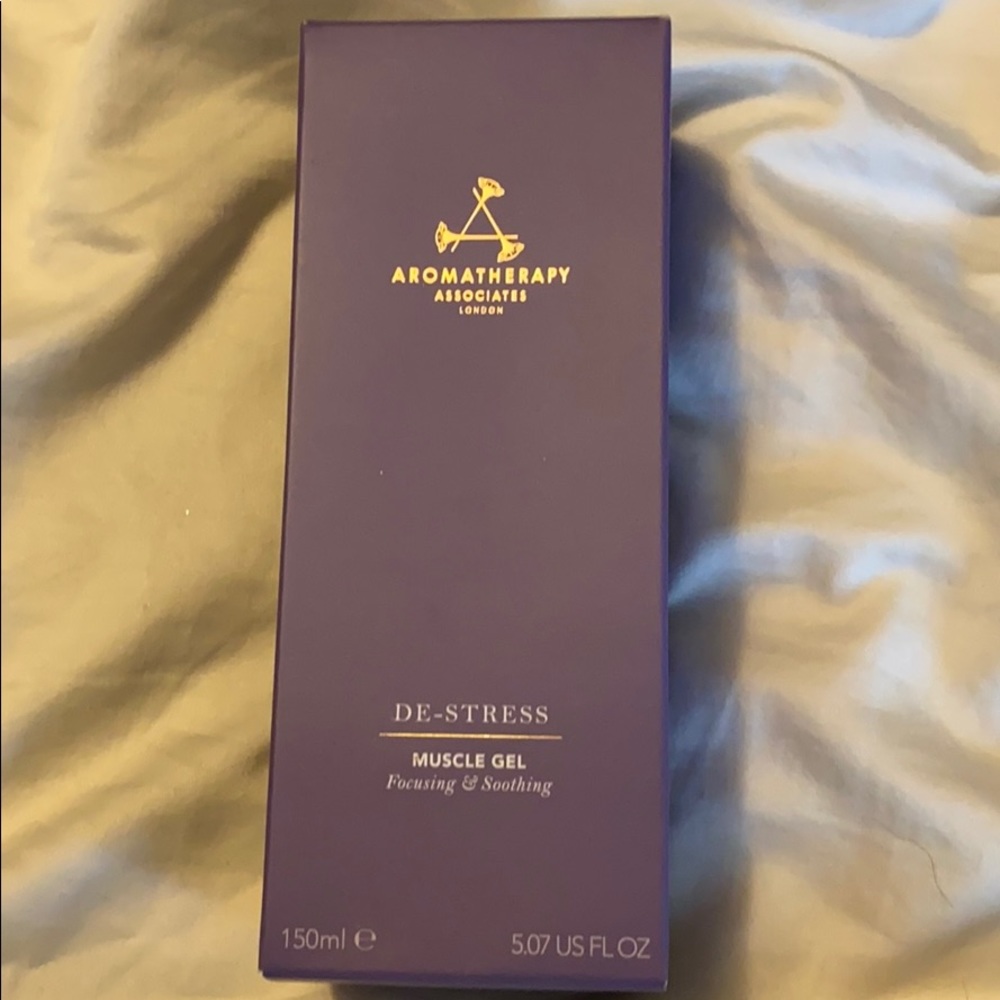 AROMATHERAPY
ASSOCIATES
LONDON
DE-STRESS
MUSCLE GEL
Focusing & Soothing
150ml ℮
5.07 US FL OZ